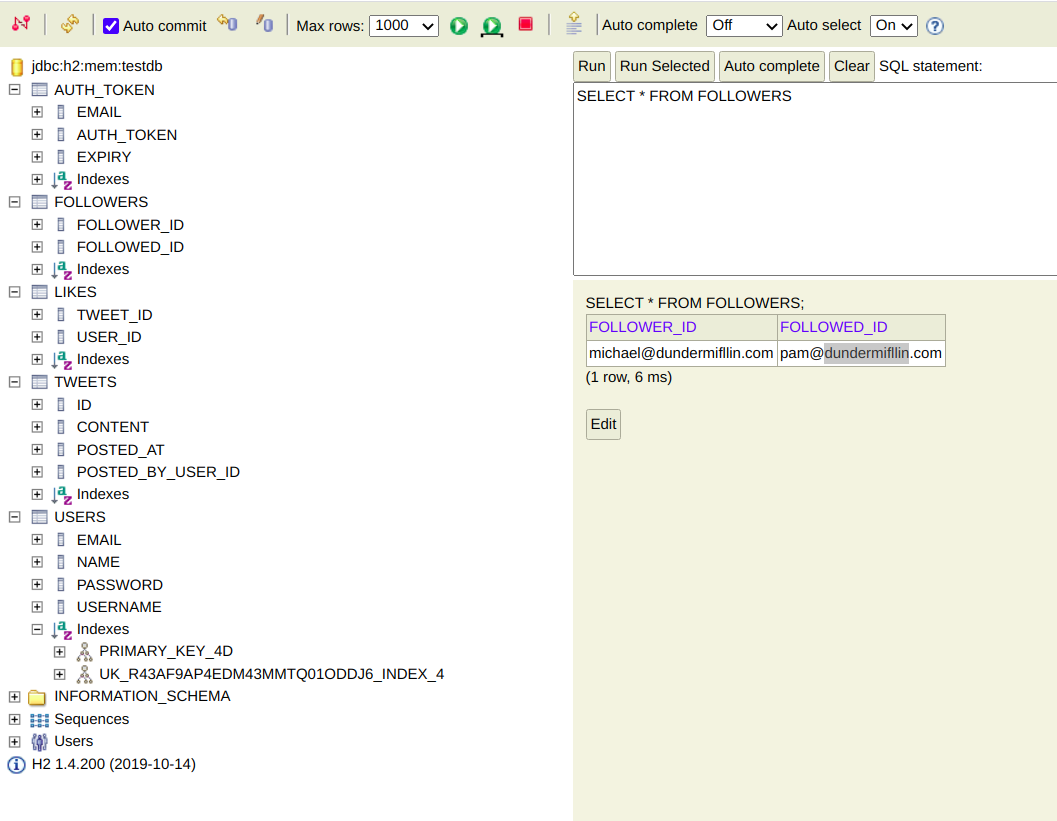 Auto commit Max rows: 1000 Auto complete Off Auto select On
jdbc:h2:mem:testdb
AUTH_TOKEN
EMAIL
AUTH_TOKEN
EXPIRY
Indexes
FOLLOWERS
FOLLOWER_ID
FOLLOWED_ID
Indexes
LIKES
TWEET_ID
USER_ID
Indexes
TWEETS
ID
CONTENT
POSTED_AT
POSTED_BY_USER_ID
Indexes
USERS
EMAIL
NAME
PASSWORD
USERNAME
Indexes
PRIMARY_KEY_4D
UK_R43AF9AP4EDM43MMTQ01ODDJ6_INDEX_4
INFORMATION_SCHEMA
Sequences
Users
H2 1.4.200 (2019-10-14)
Run Run Selected Auto complete Clear SQL statement:
SELECT * FROM FOLLOWERS
SELECT * FROM FOLLOWERS;
FOLLOWER_ID FOLLOWED_ID
michael@dundermifllin.com pam@dundermifllin.com
(1 row, 6 ms)
Edit